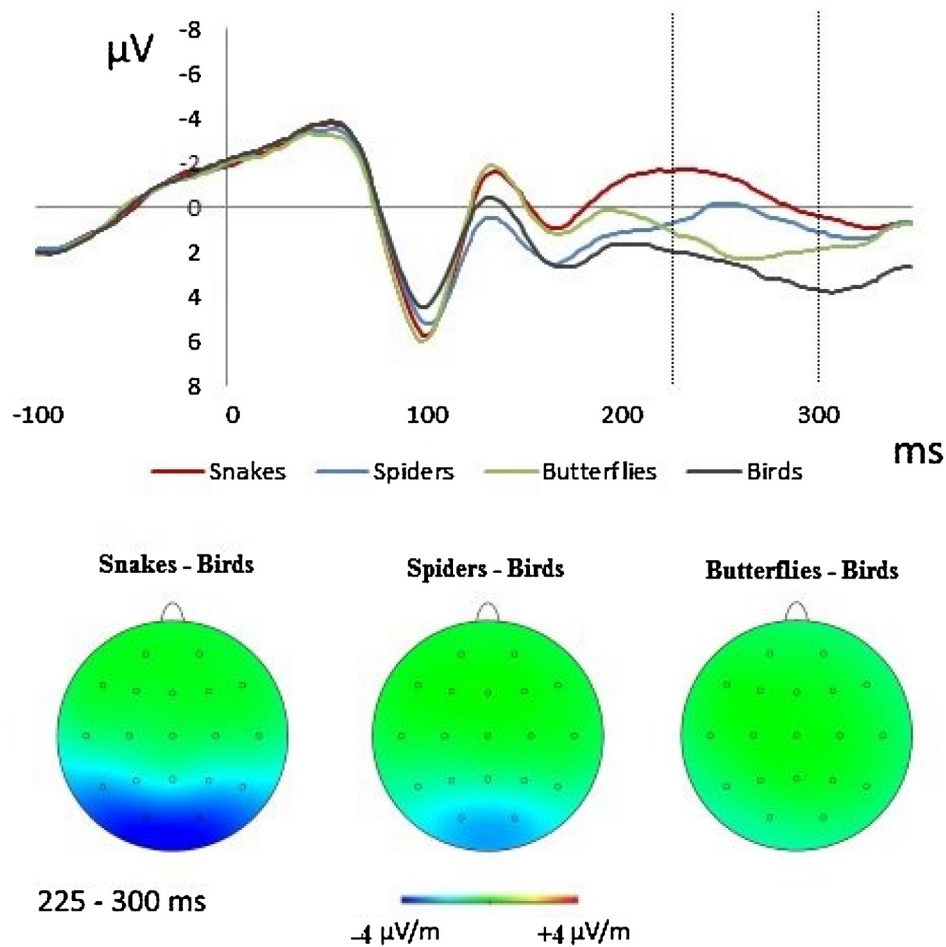 -8
µV
-6
-4
-2
0
2
4
6
8
-100 0 100 200 300
ms
Snakes Spiders Butterflies Birds
Snakes - Birds Spiders - Birds Butterflies - Birds
225 - 300 ms
-4 µV/m +4 µV/m